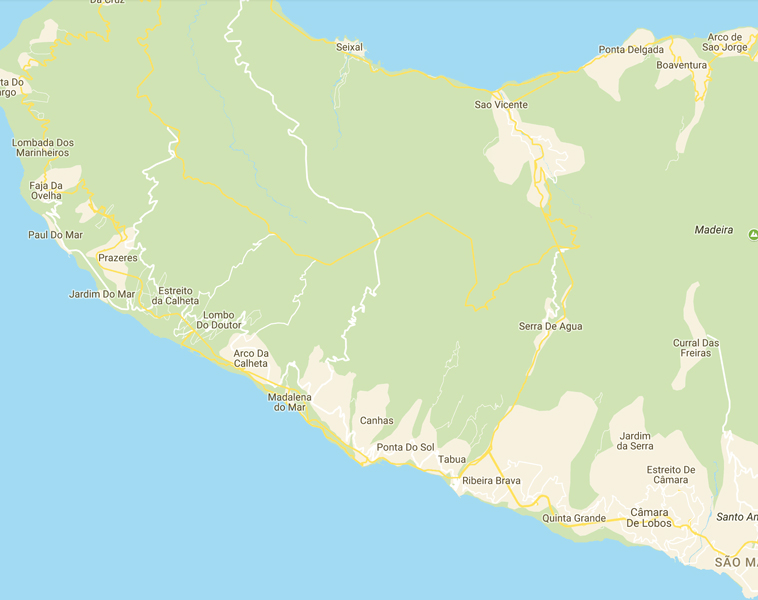 Da Cruz
Seixal
Arco de
Sao Jorge
Ponta Delgada
Boaventura
Sao Vicente
Lombada Dos
Marinheiros
Faja Da
Ovelha
Paul Do Mar
Prazeres
Madeira
Jardim Do Mar
Estreito
da Calheta
Lombo
Do Doutor
Serra De Agua
Curral Das
Freiras
Arco Da
Calheta
Madalena
do Mar
Canhas
Jardim
da Serra
Ponta Do Sol
Tabua
Estreito De
Câmara
Ribeira Brava
Quinta Grande
Câmara
De Lobos
Santo An
SÃO MA